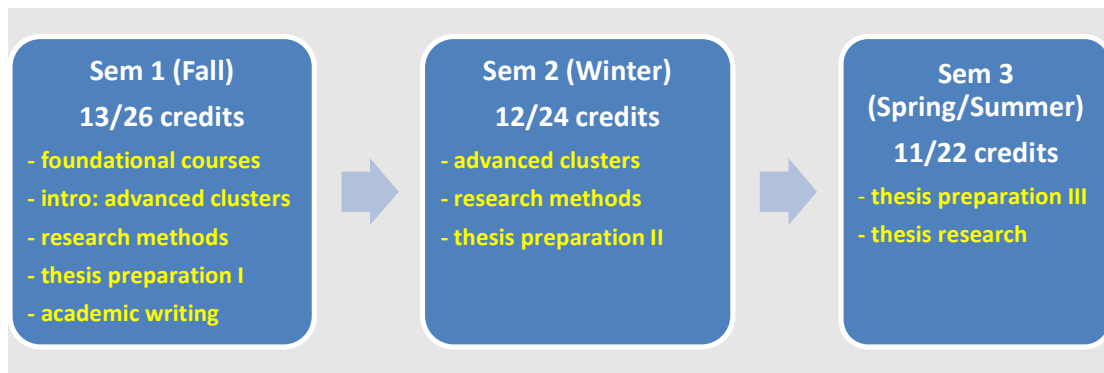 Sem 1 (Fall)
13/26 credits
- foundational courses
- intro: advanced clusters
- research methods
- thesis preparation I
- academic writing
Sem 2 (Winter)
12/24 credits
- advanced clusters
- research methods
- thesis preparation II
Sem 3
(Spring/Summer)
11/22 credits
- thesis preparation III
- thesis research